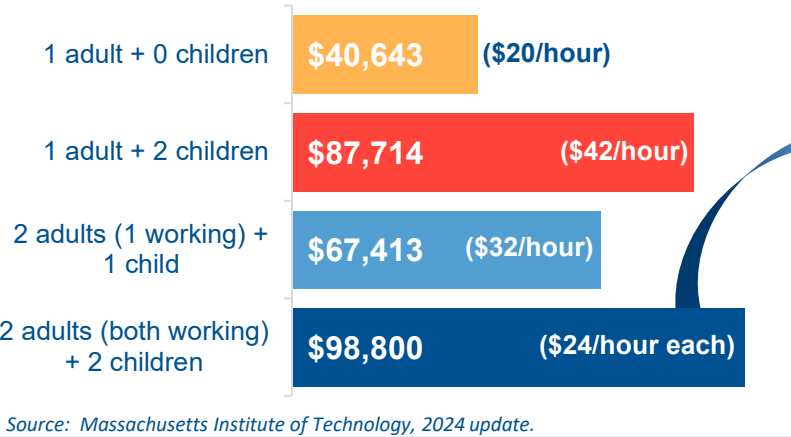 1 adult + 0 children
$40,643 ($20/hour)
1 adult + 2 children
$87,714 ($42/hour)
2 adults (1 working) +
1 child
$67,413 ($32/hour)
2 adults (both working)
+ 2 children
$98,800 ($24/hour each)
Source: Massachusetts Institute of Technology, 2024 update.